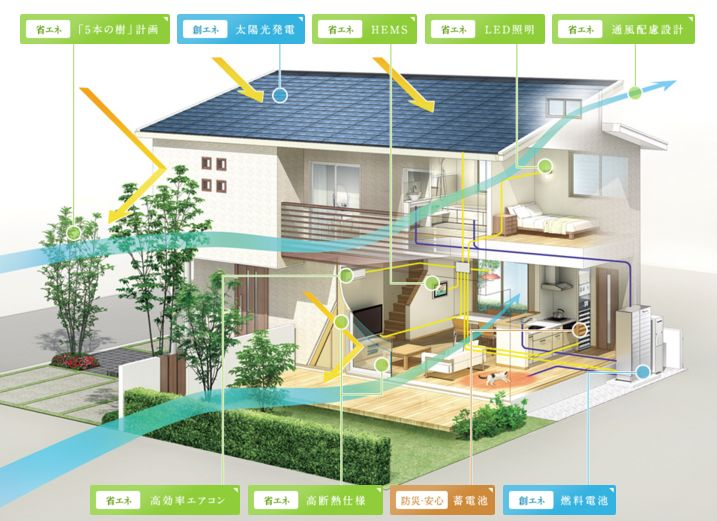 省エネ 「5本の樹」計画
創エネ 太陽光発電
省エネ HEMS
省エネ LED照明
省エネ 通風配慮設計
省エネ 高効率エアコン
省エネ 高断熱仕様
防災・安心 蓄電池
創エネ 燃料電池